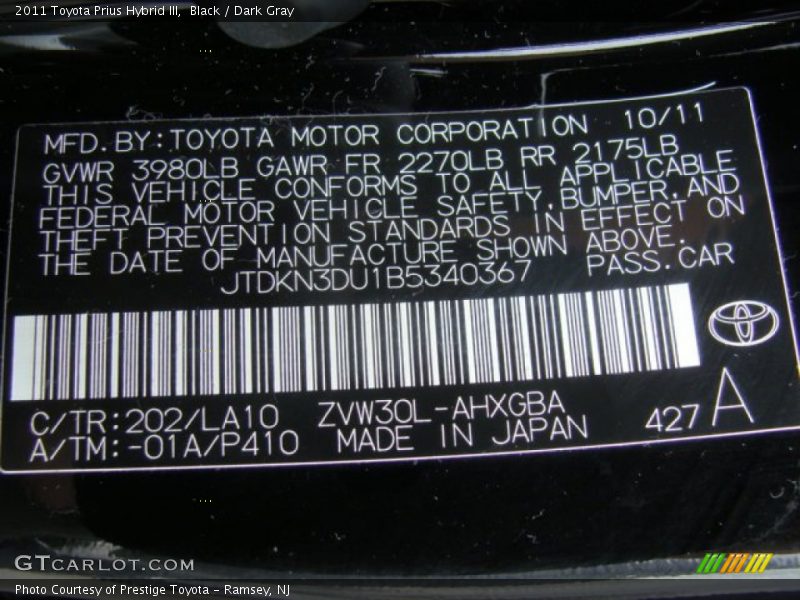 2011 Toyota Prius Hybrid III, Black / Dark Gray
MFD.BY:TOYOTA MOTOR CORPORATION 10/11
GVWR 3980LB GAWR FR 2270LB RR 2175LB
THIS VEHICLE CONFORMS TO ALL APPLICABLE
FEDERAL MOTOR VEHICLE SAFETY,BUMPER,AND
THEFT PREVENTION STANDARDS IN EFFECT ON
THE DATE OF MANUFACTURE SHOWN ABOVE.
JTDKN3DU1B5340367 PASS.CAR
C/TR:202/LA10 ZVW30L-AHXGBA
A/TM:-01A/P410 MADE IN JAPAN 427 A
GTCARLOT.COM
Photo Courtesy of Prestige Toyota - Ramsey, NJ